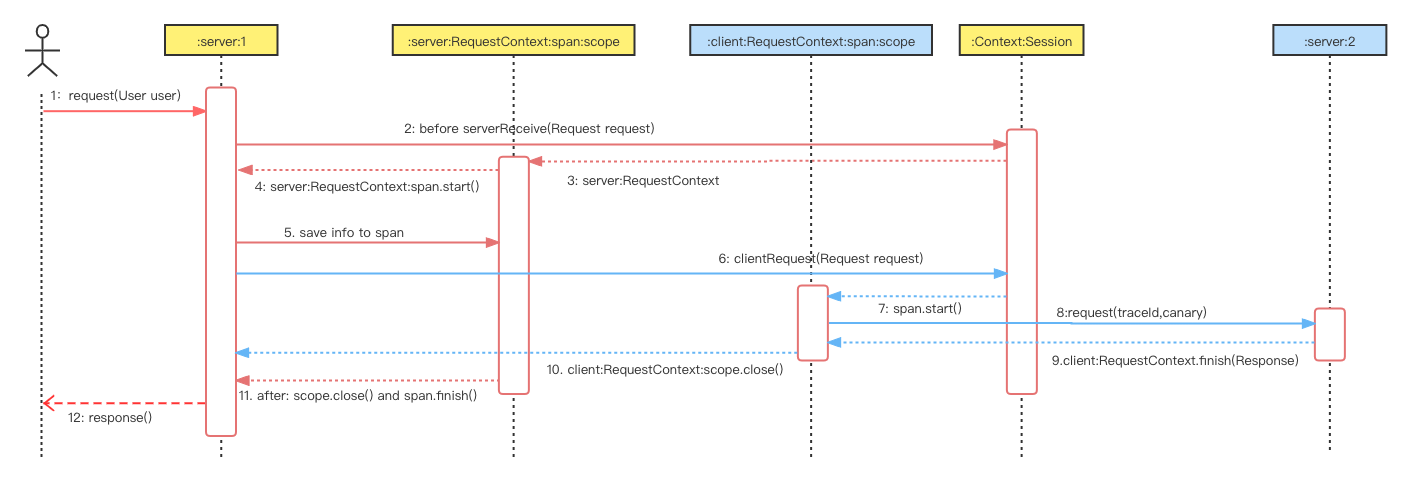 :server:1
:server:RequestContext:span:scope
:client:RequestContext:span:scope
:Context:Session
:server:2
1: request(User user)
2: before serverReceive(Request request)
3: server:RequestContext
4: server:RequestContext:span.start()
5. save info to span
6: clientRequest(Request request)
7: span.start()
8:request(traceId,canary)
9.client:RequestContext.finish(Response)
10. client:RequestContext:scope.close()
11. after: scope.close() and span.finish()
12: response()